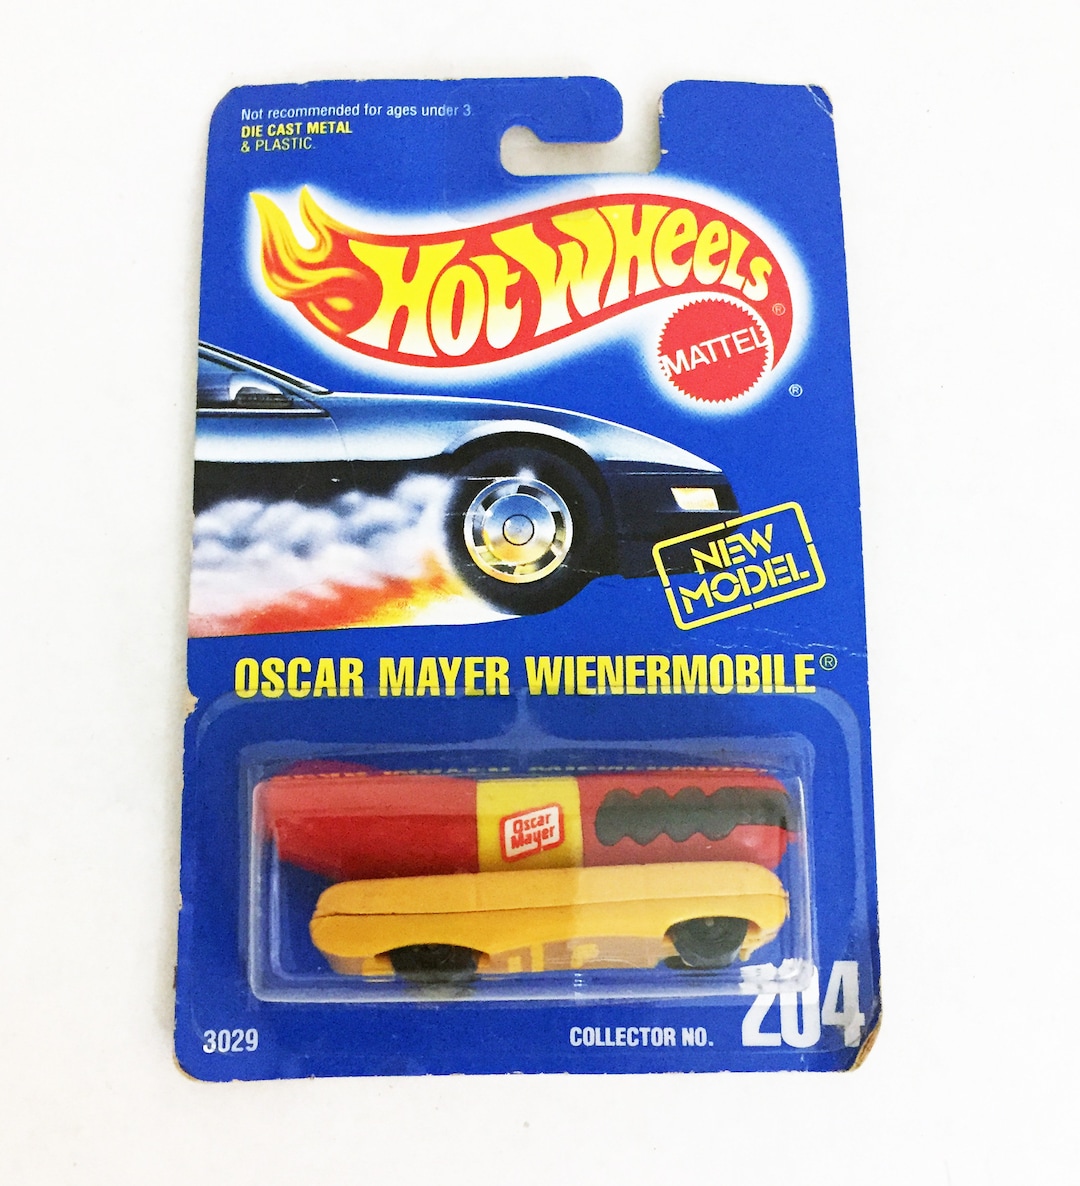 Not recommended for ages under 3.
DIE CAST METAL
& PLASTIC.
HOT WHEELS®
MATTEL
®
NEW
MODEL
OSCAR MAYER WIENERMOBILE®
Oscar
Mayer
3029
COLLECTOR NO. 204